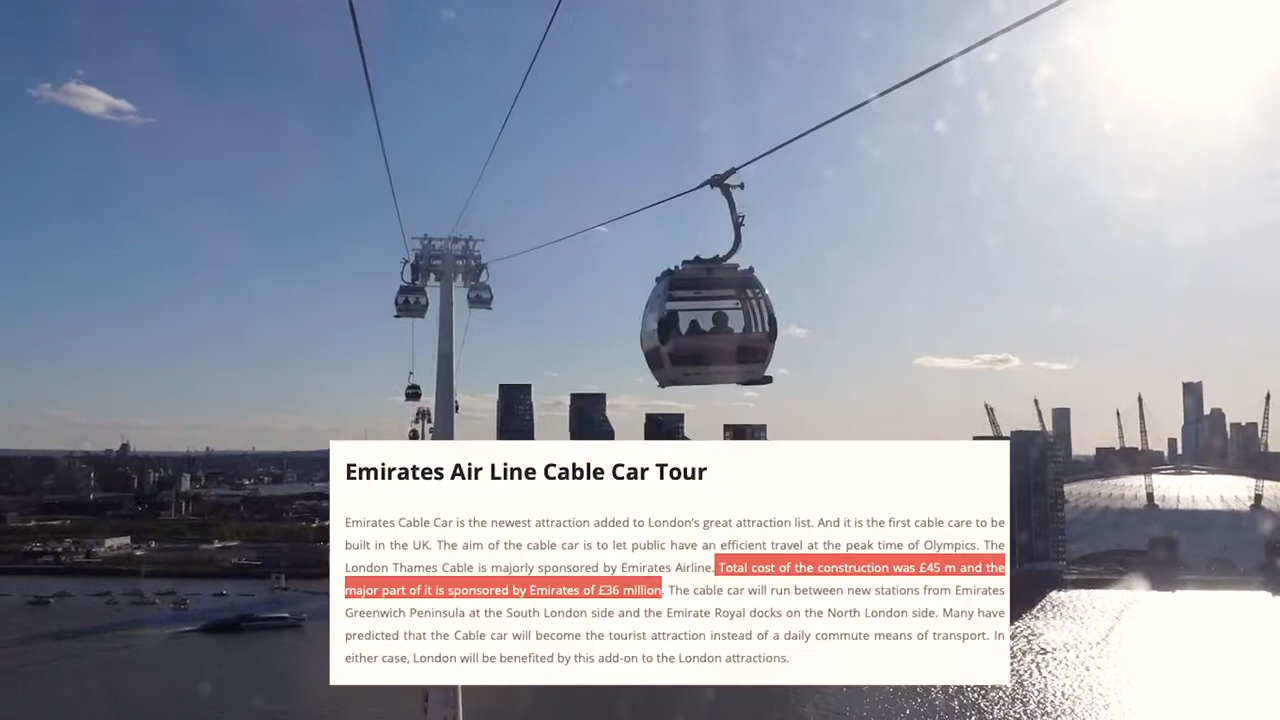 Emirates Air Line Cable Car Tour
Emirates Cable Car is the newest attraction added to London's great attraction list. And it is the first cable care to be
built in the UK. The aim of the cable car is to let public have an efficient travel at the peak time of Olympics. The
London Thames Cable is majorly sponsored by Emirates Airline. Total cost of the construction was £45 m and the
major part of it is sponsored by Emirates of £36 million. The cable car will run between new stations from Emirates
Greenwich Peninsula at the South London side and the Emirate Royal docks on the North London side. Many have
predicted that the Cable car will become the tourist attraction instead of a daily commute means of transport. In
either case, London will be benefited by this add-on to the London attractions.